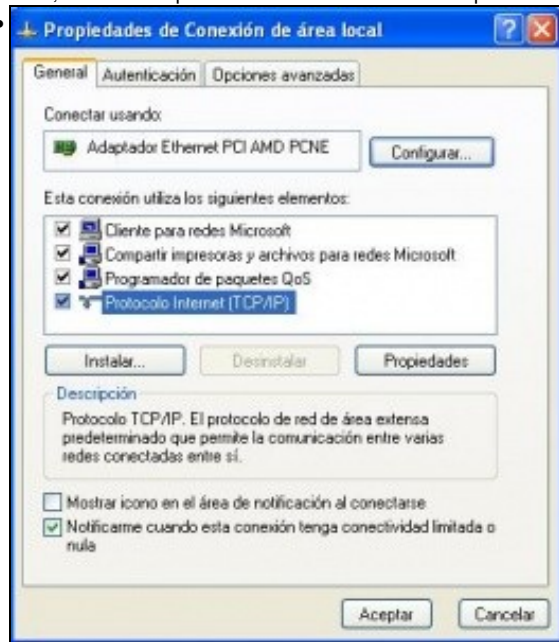 Propiedades de Conexión de área local
General
Autenticación
Opciones avanzadas
Conectar usando:
Adaptador Ethernet PCI AMD PCNE
Configurar...
Esta conexión utiliza los siguientes elementos:
Cliente para redes Microsoft
Compartir impresoras y archivos para redes Microsoft
Programador de paquetes QoS
Protocolo Internet (TCP/IP)
Instalar...
Desinstalar
Propiedades
Descripción
Protocolo TCP/IP. El protocolo de red de área extensa
predeterminado que permite la comunicación entre varias
redes conectadas entre sí.
Mostrar icono en el área de notificación al conectarse
Notificarme cuando esta conexión tenga conectividad limitada o
nula
Aceptar
Cancelar